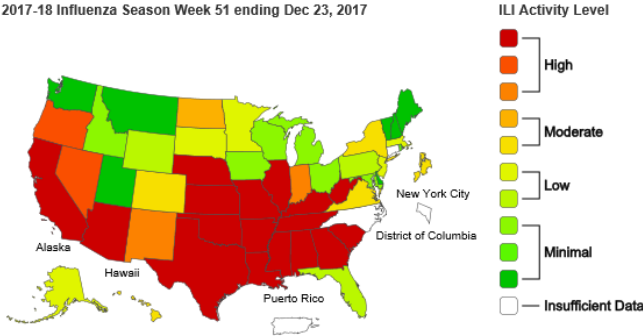 2017-18 Influenza Season Week 51 ending Dec 23, 2017
ILI Activity Level
High
Moderate
Low
New York City
District of Columbia
Alaska
Minimal
Hawaii
Puerto Rico
Insufficient Data